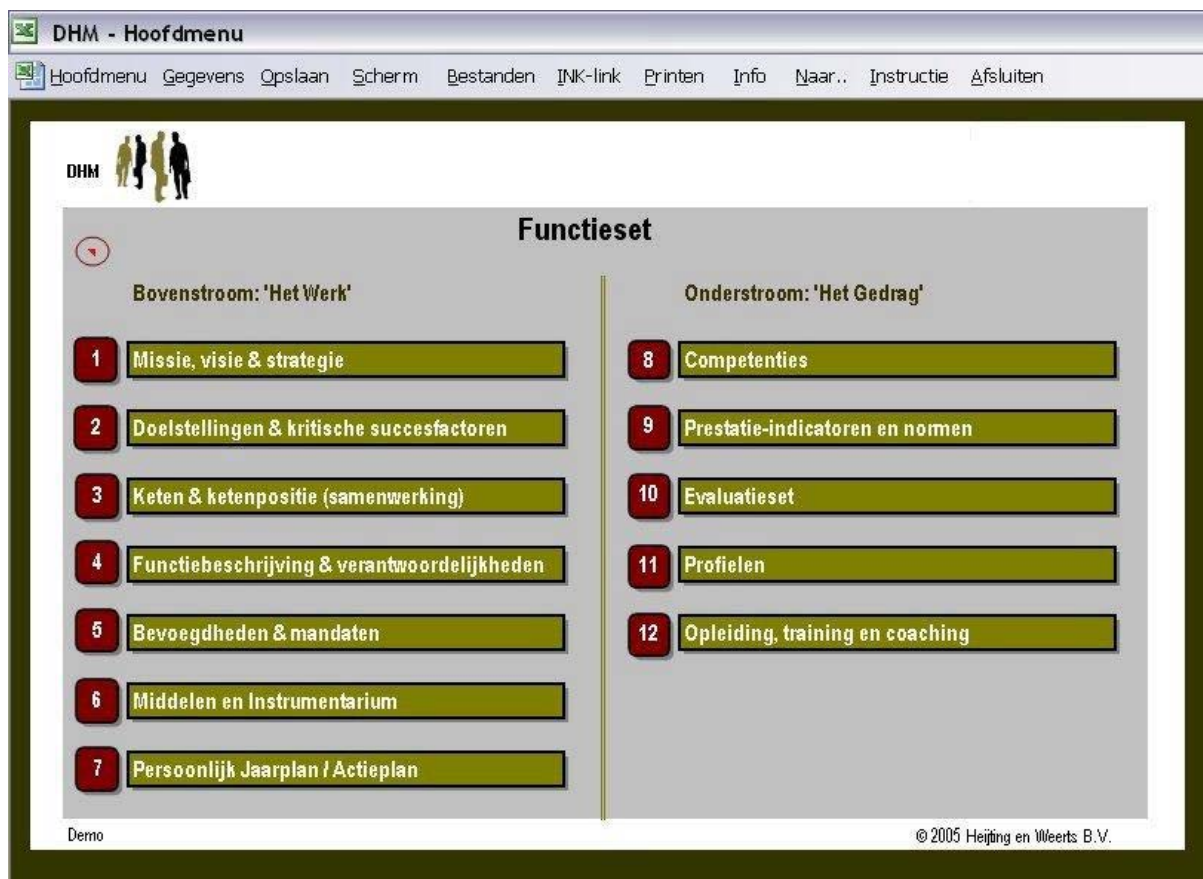 DHM - Hoofdmenu
Hoofdmenu Gegevens Opslaan Scherm Bestanden INK-link Printen Info Naar.. Instructie Afsluiten
DHM
Functieset
Bovenstroom: 'Het Werk'
1 Missie, visie & strategie
2 Doelstellingen & kritische succesfactoren
3 Keten & ketenpositie (samenwerking)
4 Functiebeschrijving & verantwoordelijkheden
5 Bevoegdheden & mandaten
6 Middelen en Instrumentarium
7 Persoonlijk Jaarplan / Actieplan
Onderstroom: 'Het Gedrag'
8 Competenties
9 Prestatie-indicatoren en normen
10 Evaluatieset
11 Profielen
12 Opleiding, training en coaching
Demo
© 2005 Heijting en Weerts B.V.